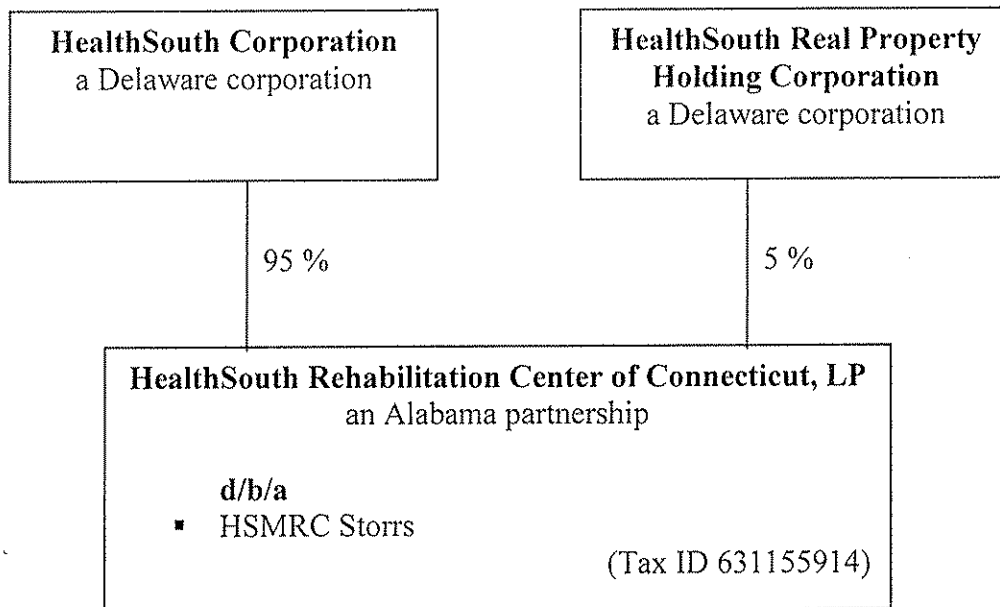 HealthSouth Corporation
a Delaware corporation
HealthSouth Real Property
Holding Corporation
a Delaware corporation
95 %
5 %
HealthSouth Rehabilitation Center of Connecticut, LP
an Alabama partnership
d/b/a
▪ HSMRC Storrs
(Tax ID 631155914)